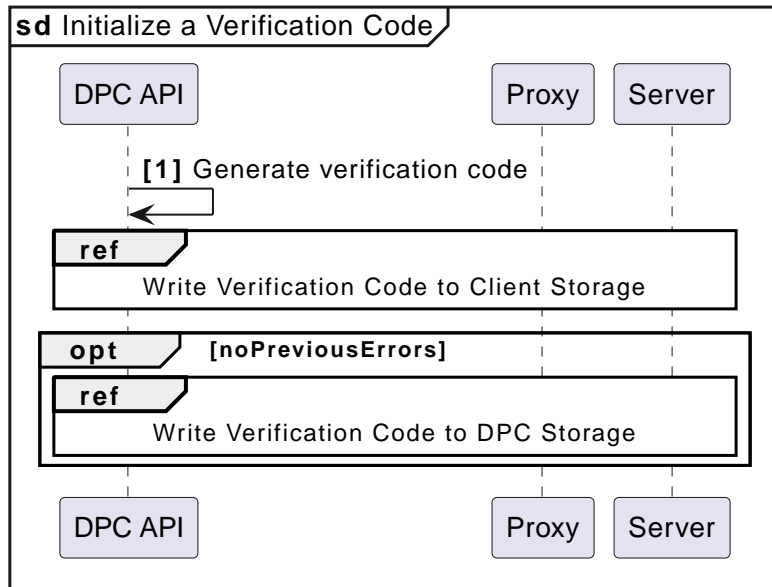 sd Initialize a Verification Code
DPC API
Proxy
Server
[1] Generate verification code
ref
Write Verification Code to Client Storage
opt [noPreviousErrors]
ref
Write Verification Code to DPC Storage
DPC API
Proxy
Server